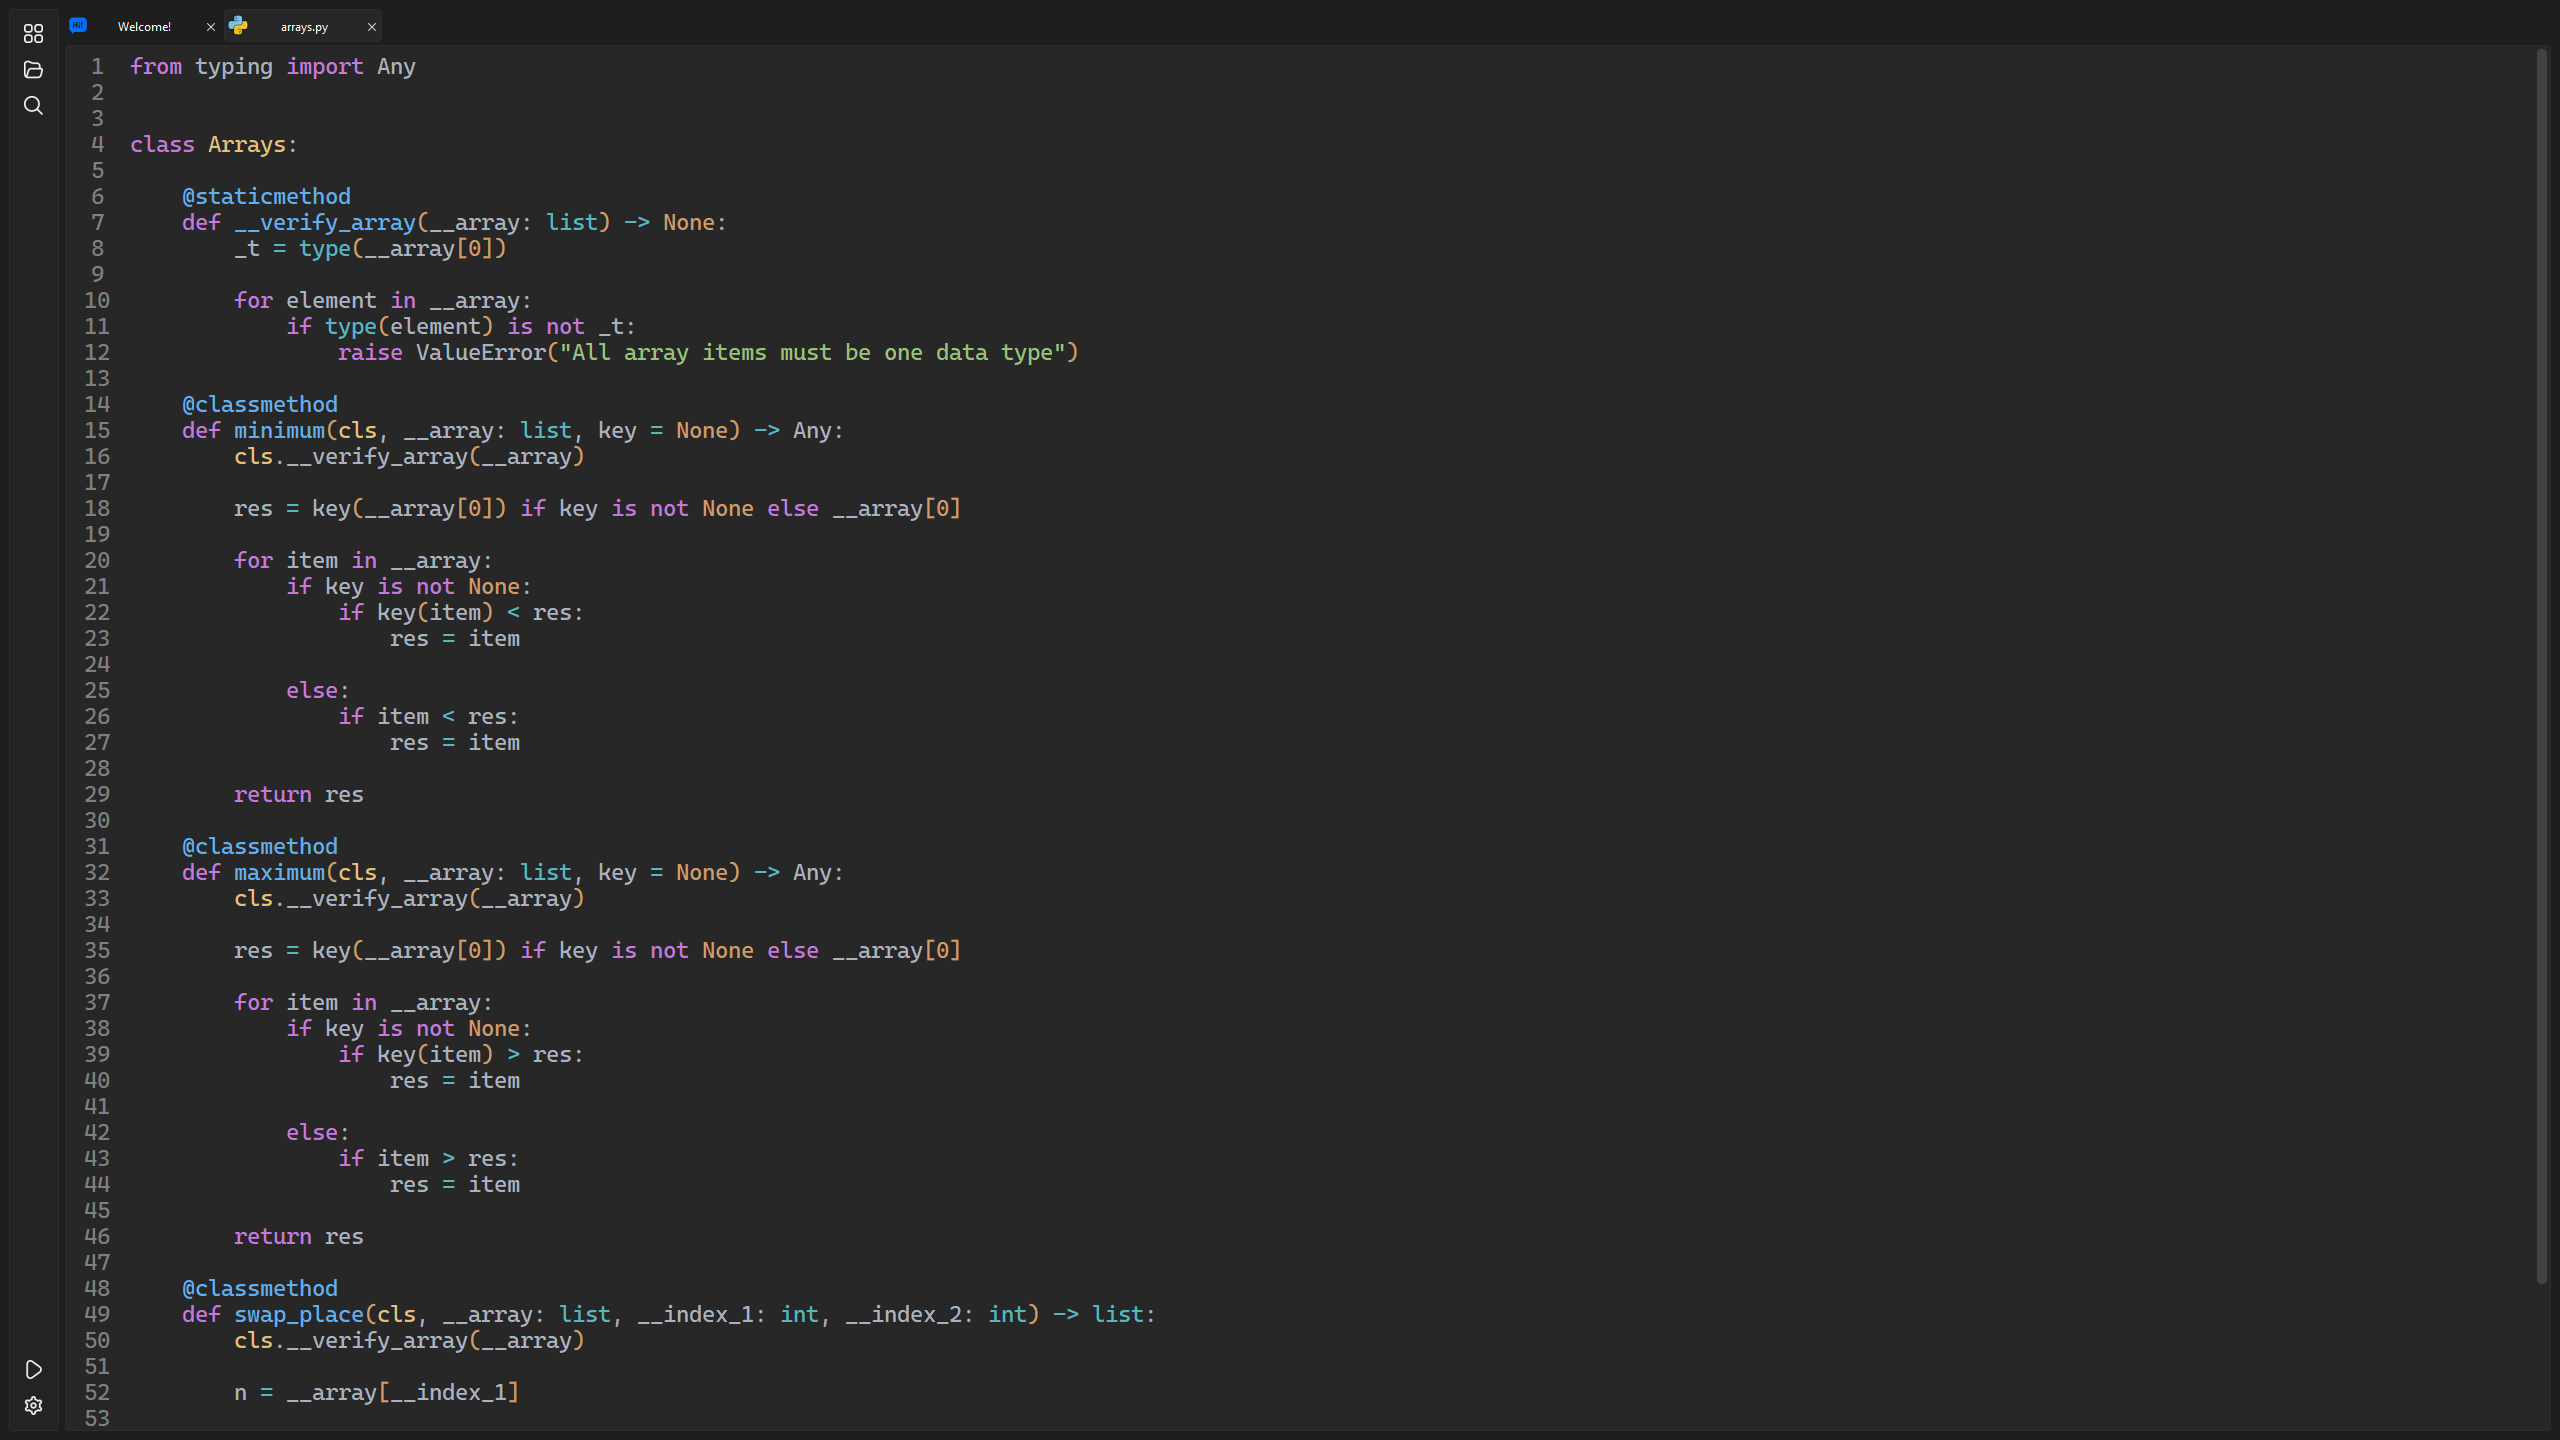 Hi! Welcome! arrays.py
1 from typing import Any
2
3
4 class Arrays:
5
6     @staticmethod
7     def __verify_array(__array: list) -> None:
8         _t = type(__array[0])
9
10         for element in __array:
11             if type(element) is not _t:
12                 raise ValueError("All array items must be one data type")
13
14     @classmethod
15     def minimum(cls, __array: list, key = None) -> Any:
16         cls.__verify_array(__array)
17
18         res = key(__array[0]) if key is not None else __array[0]
19
20         for item in __array:
21             if key is not None:
22                 if key(item) < res:
23                     res = item
24
25             else:
26                 if item < res:
27                     res = item
28
29         return res
30
31     @classmethod
32     def maximum(cls, __array: list, key = None) -> Any:
33         cls.__verify_array(__array)
34
35         res = key(__array[0]) if key is not None else __array[0]
36
37         for item in __array:
38             if key is not None:
39                 if key(item) > res:
40                     res = item
41
42             else:
43                 if item > res:
44                     res = item
45
46         return res
47
48     @classmethod
49     def swap_place(cls, __array: list, __index_1: int, __index_2: int) -> list:
50         cls.__verify_array(__array)
51
52         n = __array[__index_1]
53